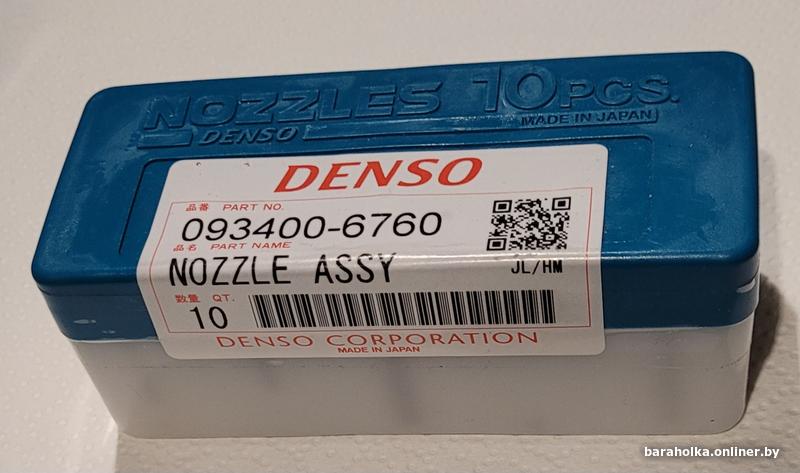 NOZZLES 10PCS.
DENSO
MADE IN JAPAN
DENSO
品番 PART NO.
093400-6760
品名 PART NAME
NOZZLE ASSY
JL/HM
数量 QT.
10
DENSO CORPORATION
MADE IN JAPAN
baraholka.onliner.by